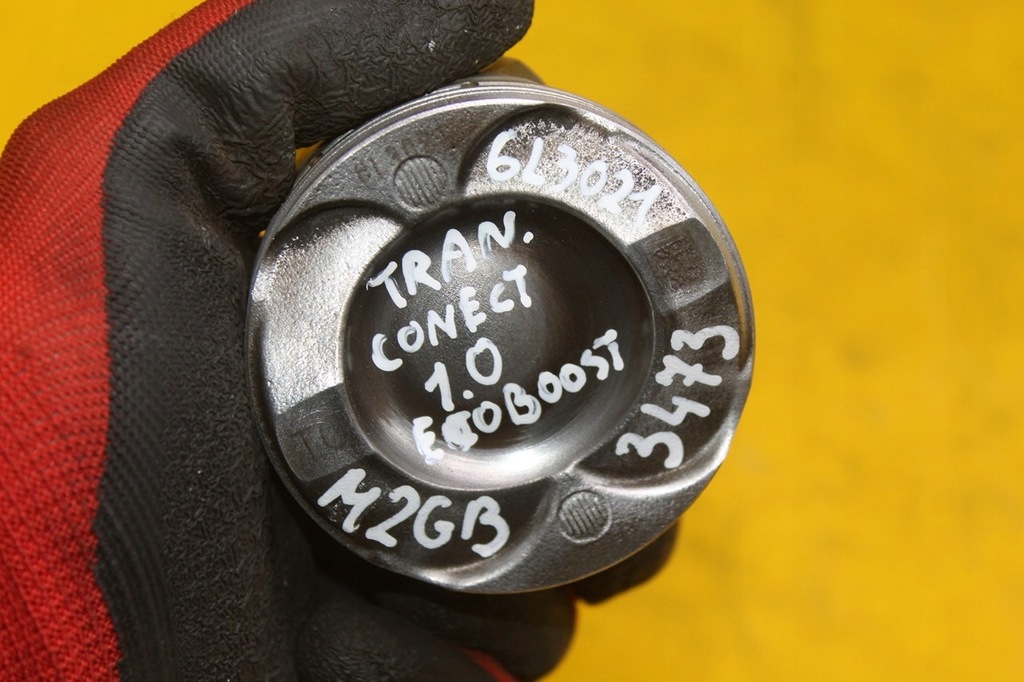 6L3021
TRAN.
CONECT
1.0
ECOBOOST
3473
M2GB